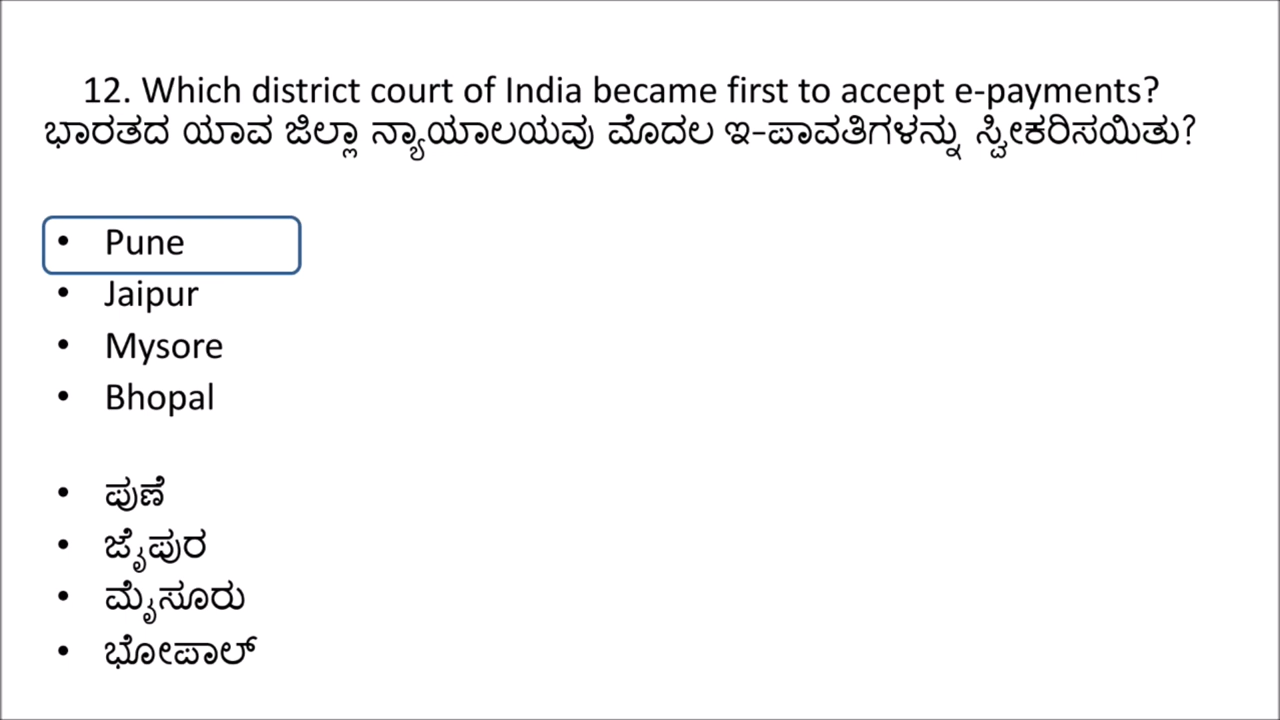 12. Which district court of India became first to accept e-payments?
ಭಾರತದ ಯಾವ ಜಿಲ್ಲಾ ನ್ಯಾಯಾಲಯವು ಮೊದಲ ಇ-ಪಾವತಿಗಳನ್ನು ಸ್ವೀಕರಿಸಯಿತು?
• Pune
• Jaipur
• Mysore
• Bhopal
• ಪುಣೆ
• ಜೈಪುರ
• ಮೈಸೂರು
• ಭೋಪಾಲ್